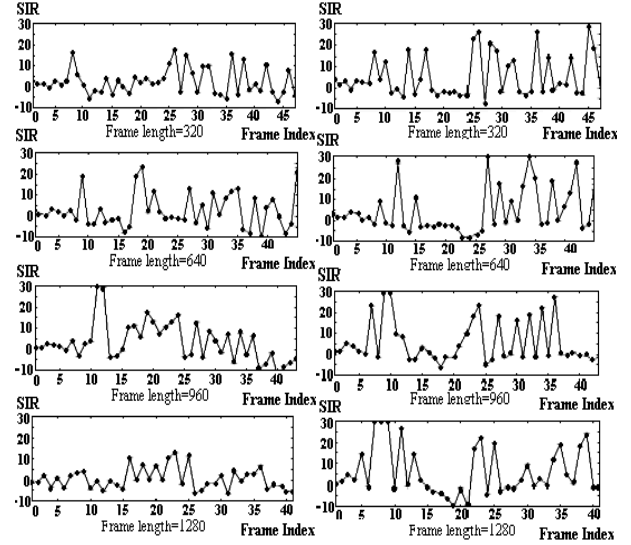 SIR SIR
30 30
20 20
10 10
0 0
-10 -10
0 5 10 15 20 25 30 35 40 45 0 5 10 15 20 25 30 35 40 45
Frame length=320 Frame Index Frame length=320 Frame Index
SIR SIR
30 30
20 20
10 10
0 0
-10 -10
0 5 10 15 20 25 30 35 40 0 5 10 15 20 25 30 35 40
Frame length=640 Frame Index Frame length=640 Frame Index
SIR SIR
30 30
20 20
10 10
0 0
-10 -10
0 5 10 15 20 25 30 35 40 0 5 10 15 20 25 30 35 40
Frame length=960 Frame Index Frame length=960 Frame Index
SIR SIR
30 30
20 20
10 10
0 0
-10 -10
0 5 10 15 20 25 30 35 40 0 5 10 15 20 25 30 35 40
Frame length=1280 Frame Index Frame length=1280 Frame Index